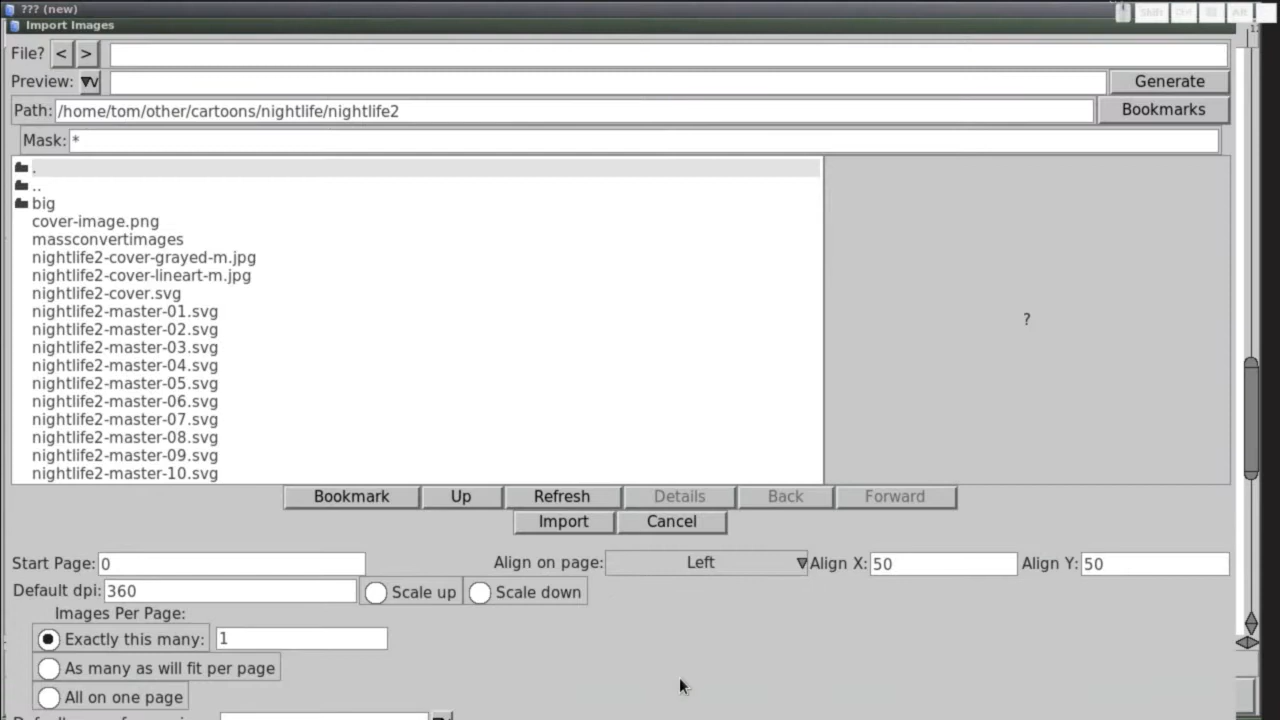 ??? (new)
Import Images
Shift Alt
File? < >
Preview: Generate
Path: /home/tom/other/cartoons/nightlife/nightlife2 Bookmarks
Mask: *
.
..
big
cover-image.png
massconvertimages
nightlife2-cover-grayed-m.jpg
nightlife2-cover-lineart-m.jpg
nightlife2-cover.svg
nightlife2-master-01.svg
nightlife2-master-02.svg
nightlife2-master-03.svg
nightlife2-master-04.svg
nightlife2-master-05.svg
nightlife2-master-06.svg
nightlife2-master-07.svg
nightlife2-master-08.svg
nightlife2-master-09.svg
nightlife2-master-10.svg
?
Bookmark Up Refresh Details Back Forward
Import Cancel
Start Page: 0 Align on page: Left Align X: 50 Align Y: 50
Default dpi: 360 Scale up Scale down
Images Per Page:
Exactly this many: 1
As many as will fit per page
All on one page